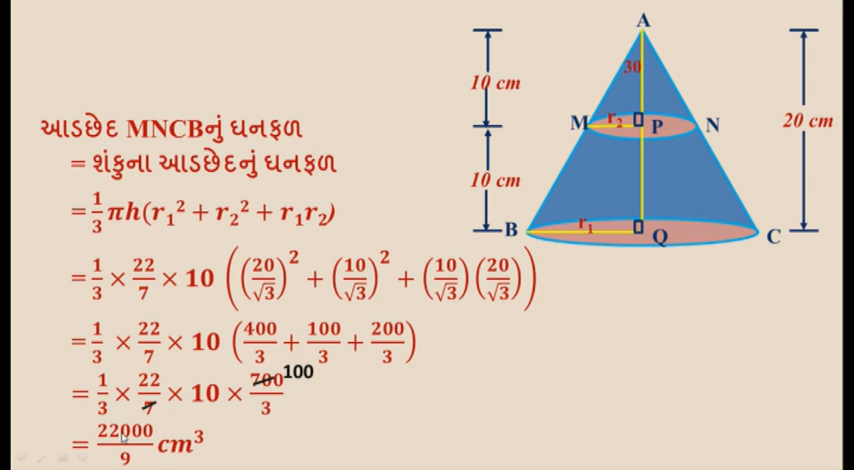 A
30
10 cm
M r₂ P N
20 cm
10 cm
B r₁ Q C
આડછેદ MNCBનું ઘનફળ
= શંકુના આડછેદનું ઘનફળ
= 1/3 πh(r₁² + r₂² + r₁r₂)
= 1/3 × 22/7 × 10 ((20/√3)² + (10/√3)² + (10/√3)(20/√3))
= 1/3 × 22/7 × 10 (400/3 + 100/3 + 200/3)
= 1/3 × 22/7 × 10 × 700/3 100
= 22000/9 cm³